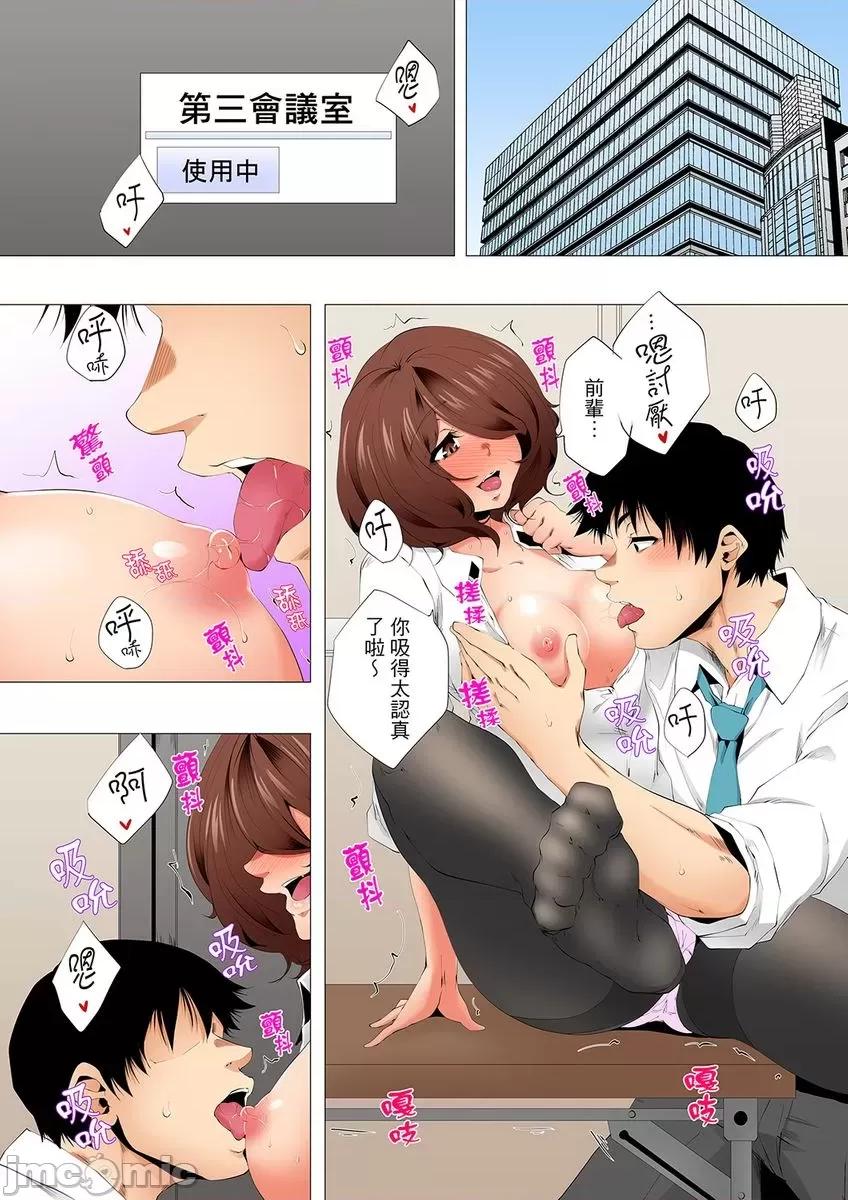 嗯
第三會議室
使用中
吁
…嗯討厭
前輩…
吁
顫抖
顫抖
吸吮
顫抖
吁
搓揉
你吸得太認真
了啦～
吸吮
搓揉
吸吮
吁
顫抖
嘎吱
嘎吱
呼
哧
驚顫
舔舐
舔舐
呼
哧
顫抖
啊
顫抖
吸吮
吸吮
嗯
顫抖
吸吮
jmcomic